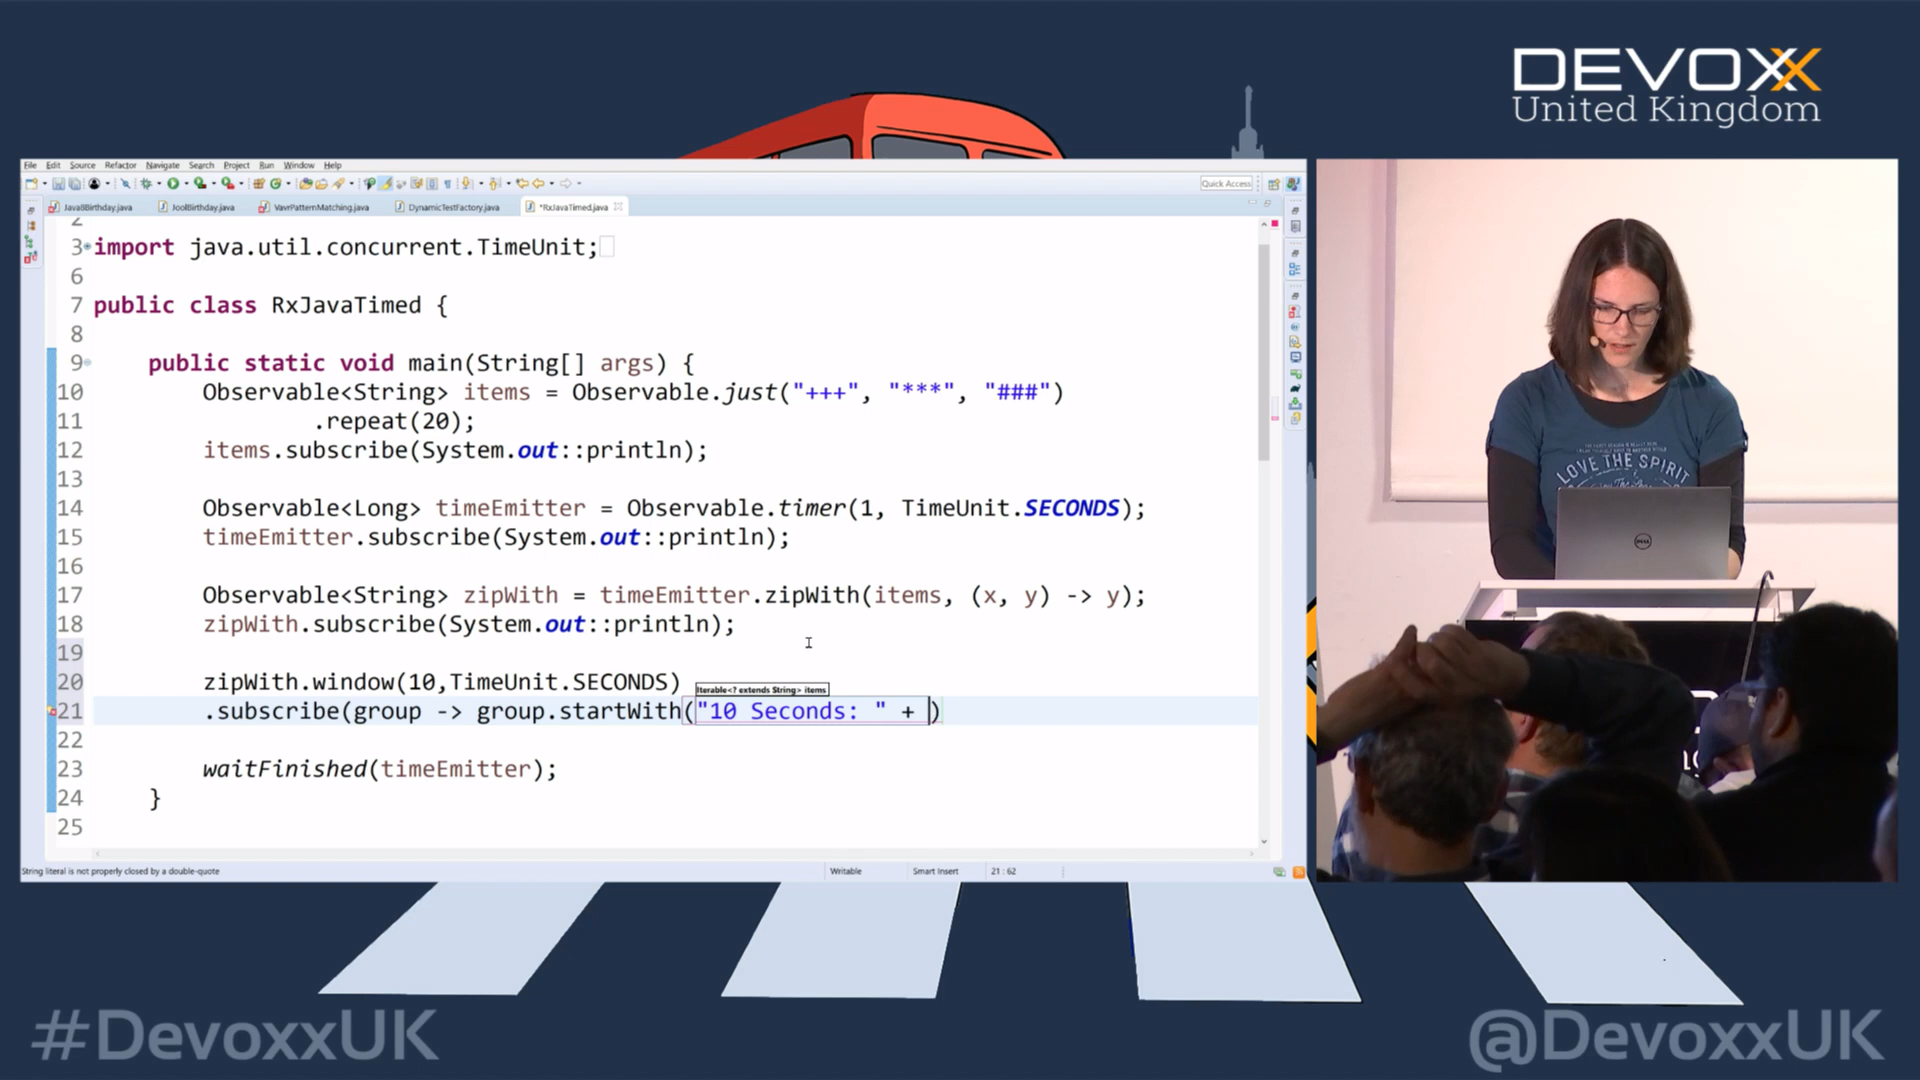 DEVOXX
United Kingdom
File Edit Source Refactor Navigate Search Project Run Window Help
Quick Access
Java8Birthday.java JoolBirthday.java VavrPatternMatching.java DynamicTestFactory.java *RxJavaTimed.java
2
3 import java.util.concurrent.TimeUnit;
6
7 public class RxJavaTimed {
8
9 public static void main(String[] args) {
10 Observable<String> items = Observable.just("+++", "***", "###")
11 .repeat(20);
12 items.subscribe(System.out::println);
13
14 Observable<Long> timeEmitter = Observable.timer(1, TimeUnit.SECONDS);
15 timeEmitter.subscribe(System.out::println);
16
17 Observable<String> zipWith = timeEmitter.zipWith(items, (x, y) -> y);
18 zipWith.subscribe(System.out::println);
19
20 zipWith.window(10,TimeUnit.SECONDS)
Iterable<? extends String> items
21 .subscribe(group -> group.startWith("10 Seconds: " + )
22
23 waitFinished(timeEmitter);
24 }
25
String literal is not properly closed by a double-quote
Writable
Smart Insert
21 : 62
LOVE THE SPIRIT
DELL
#DevoxxUK
@DevoxxUK